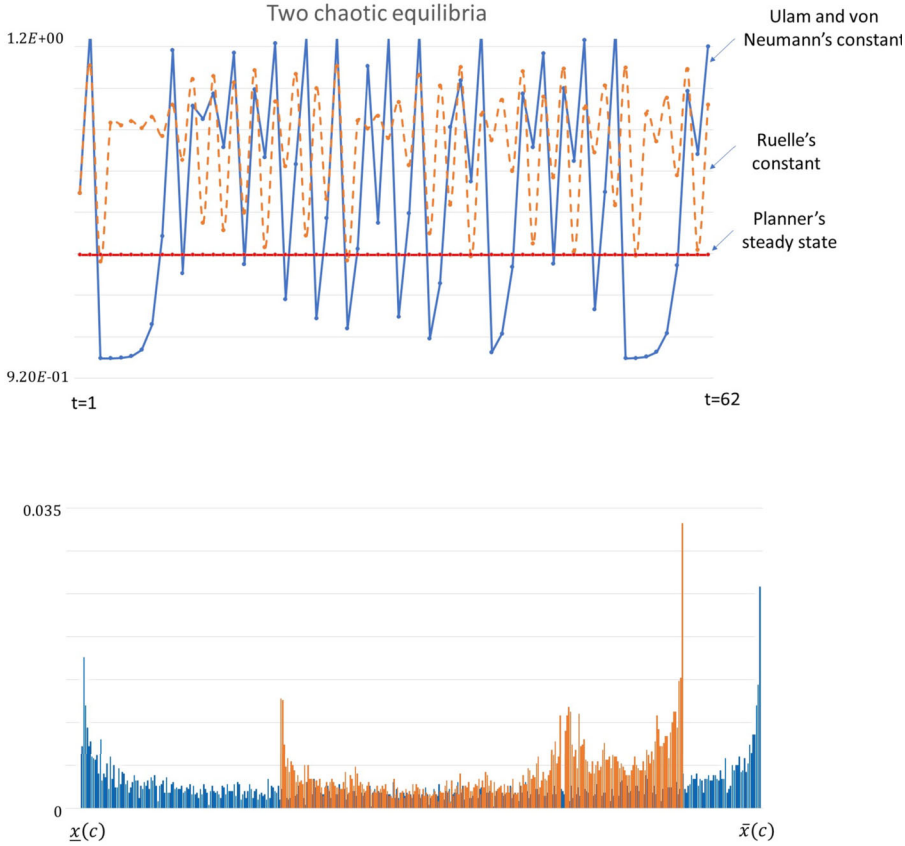 Two chaotic equilibria
1.2E+00
Ulam and von
Neumann's constant
Ruelle's
constant
Planner's
steady state
9.20E-01
t=1
t=62
0.035
0
x̲(c)
x̄(c)